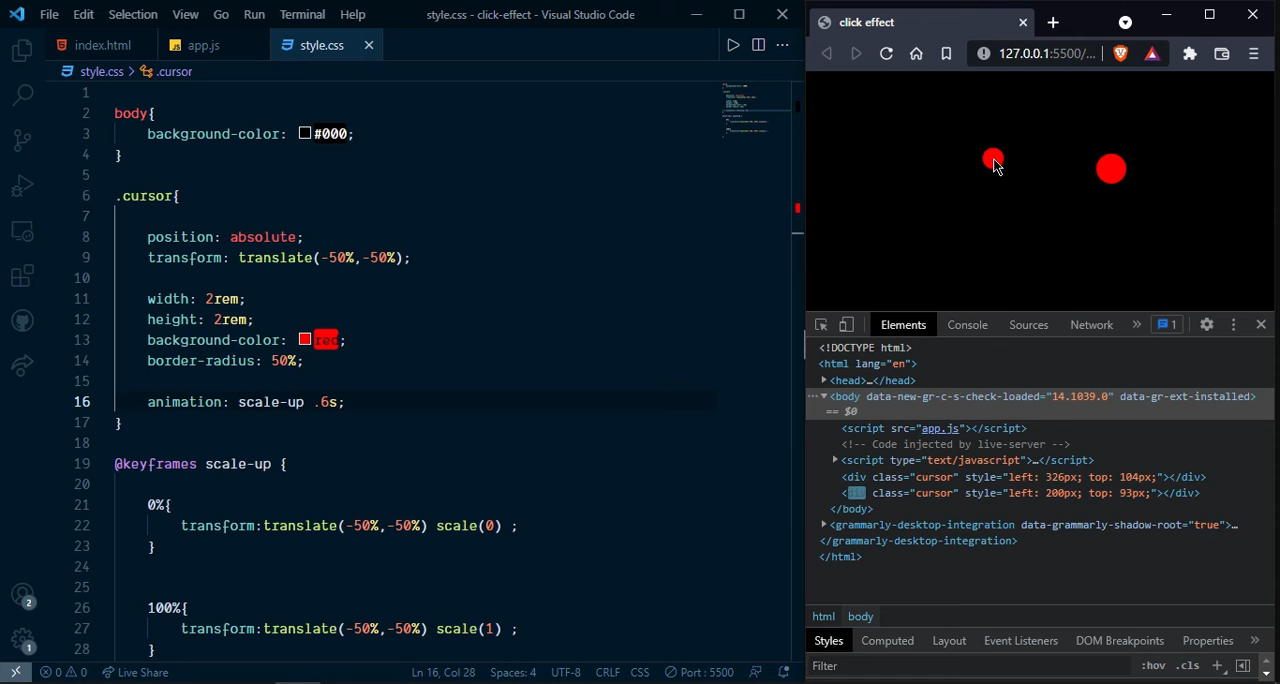 File Edit Selection View Go Run Terminal Help style.css - click-effect - Visual Studio Code
index.html app.js style.css
style.css > .cursor
1
2 body{
3 background-color: #000;
4 }
5
6 .cursor{
7
8 position: absolute;
9 transform: translate(-50%,-50%);
10
11 width: 2rem;
12 height: 2rem;
13 background-color: red;
14 border-radius: 50%;
15
16 animation: scale-up .6s;
17 }
18
19 @keyframes scale-up {
20
21 0%{
22 transform:translate(-50%,-50%) scale(0) ;
23 }
24
25
26 100%{
27 transform:translate(-50%,-50%) scale(1) ;
28 }
2
1
0 0 Live Share Ln 16, Col 28 Spaces: 4 UTF-8 CRLF CSS Port : 5500
click effect
127.0.0.1:5500/...
Elements Console Sources Network » 1
<!DOCTYPE html>
<html lang="en">
<head>…</head>
<body data-new-gr-c-s-check-loaded="14.1039.0" data-gr-ext-installed>
== $0
<script src="app.js"></script>
<!-- Code injected by live-server -->
<script type="text/javascript">…</script>
<div class="cursor" style="left: 326px; top: 104px;"></div>
<div class="cursor" style="left: 200px; top: 93px;"></div>
</body>
<grammarly-desktop-integration data-grammarly-shadow-root="true">…
</grammarly-desktop-integration>
</html>
html body
Styles Computed Layout Event Listeners DOM Breakpoints Properties »
Filter :hov .cls +